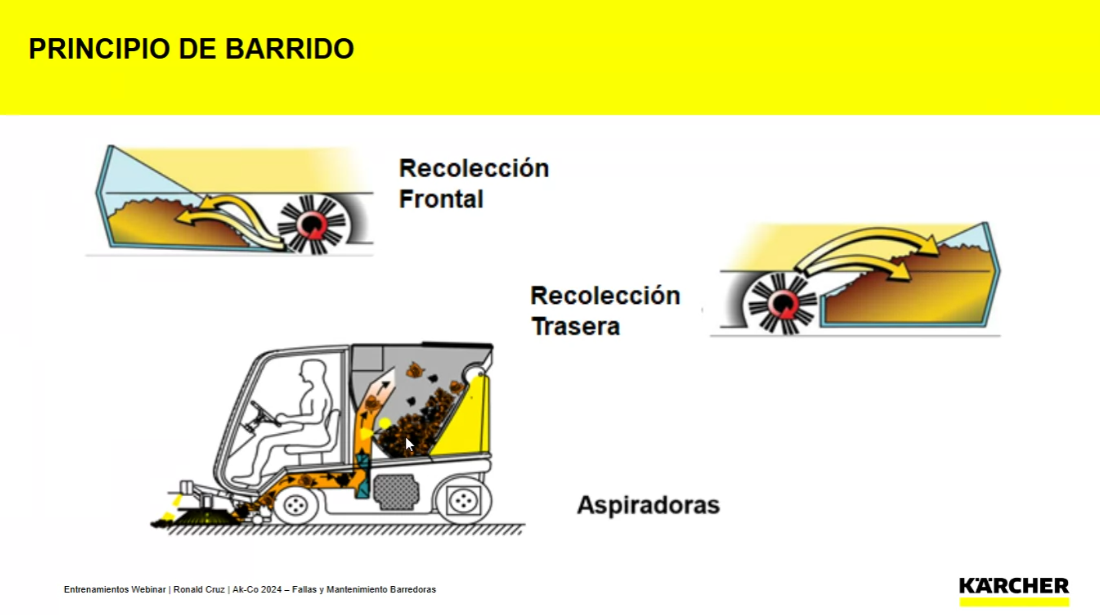 PRINCIPIO DE BARRIDO
Recolección
Frontal
Recolección
Trasera
Aspiradoras
Entrenamientos Webinar | Ronald Cruz | Ak-Co 2024 – Fallas y Mantenimiento Barredoras
KÄRCHER